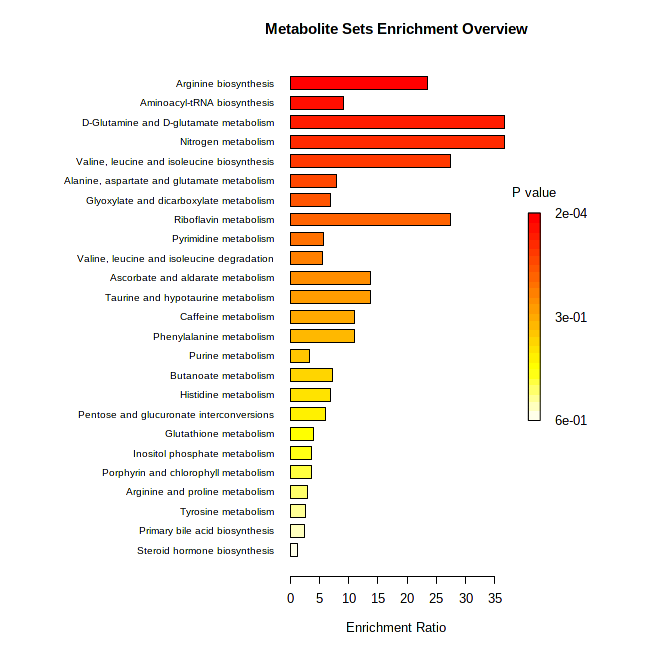 Metabolite Sets Enrichment Overview
Arginine biosynthesis
Aminoacyl-tRNA biosynthesis
D-Glutamine and D-glutamate metabolism
Nitrogen metabolism
Valine, leucine and isoleucine biosynthesis
Alanine, aspartate and glutamate metabolism
Glyoxylate and dicarboxylate metabolism
Riboflavin metabolism
Pyrimidine metabolism
Valine, leucine and isoleucine degradation
Ascorbate and aldarate metabolism
Taurine and hypotaurine metabolism
Caffeine metabolism
Phenylalanine metabolism
Purine metabolism
Butanoate metabolism
Histidine metabolism
Pentose and glucuronate interconversions
Glutathione metabolism
Inositol phosphate metabolism
Porphyrin and chlorophyll metabolism
Arginine and proline metabolism
Tyrosine metabolism
Primary bile acid biosynthesis
Steroid hormone biosynthesis
0 5 10 15 20 25 30 35
Enrichment Ratio
P value
2e-04
3e-01
6e-01